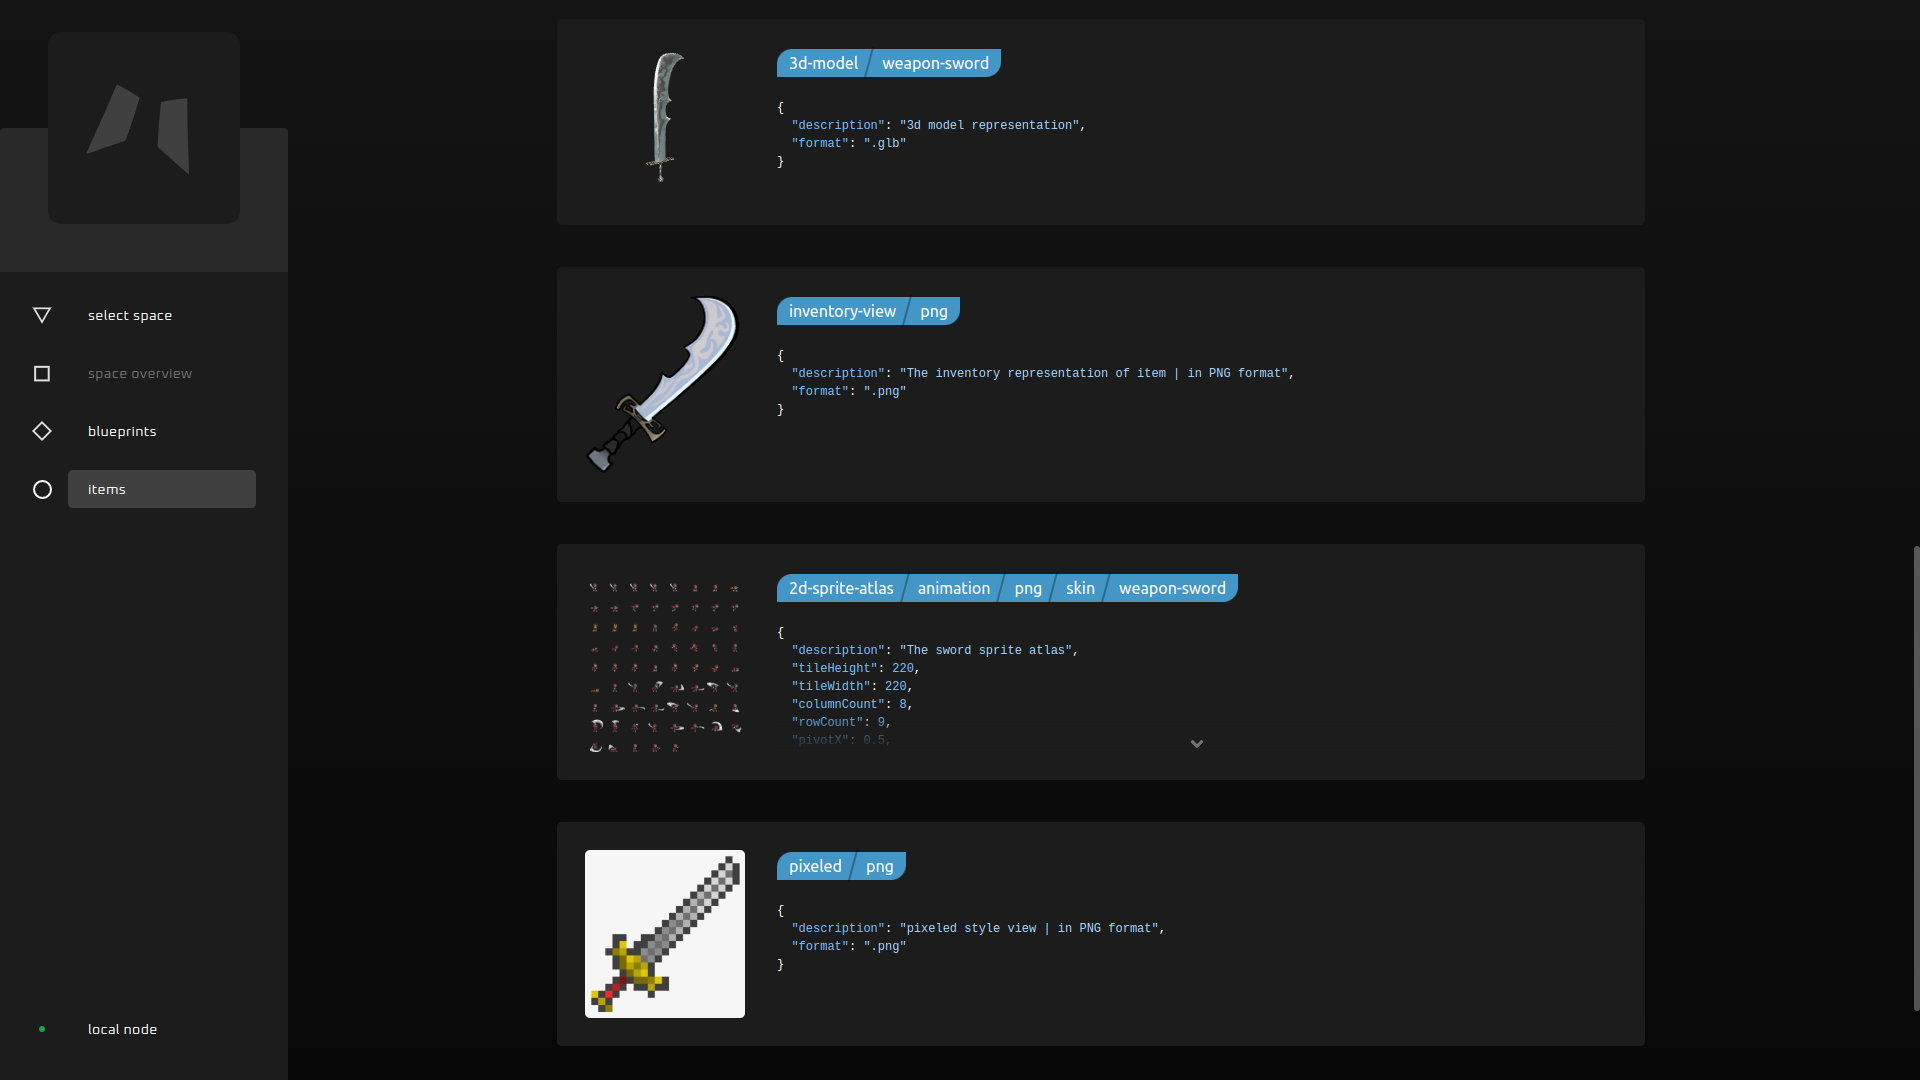 select space
space overview
blueprints
items
local node
3d-model weapon-sword
{
"description": "3d model representation",
"format": ".glb"
}
inventory-view png
{
"description": "The inventory representation of item | in PNG format",
"format": ".png"
}
2d-sprite-atlas animation png skin weapon-sword
{
"description": "The sword sprite atlas",
"tileHeight": 220,
"tileWidth": 220,
"columnCount": 8,
"rowCount": 9,
"pivotX": 0.5,
pixeled png
{
"description": "pixeled style view | in PNG format",
"format": ".png"
}